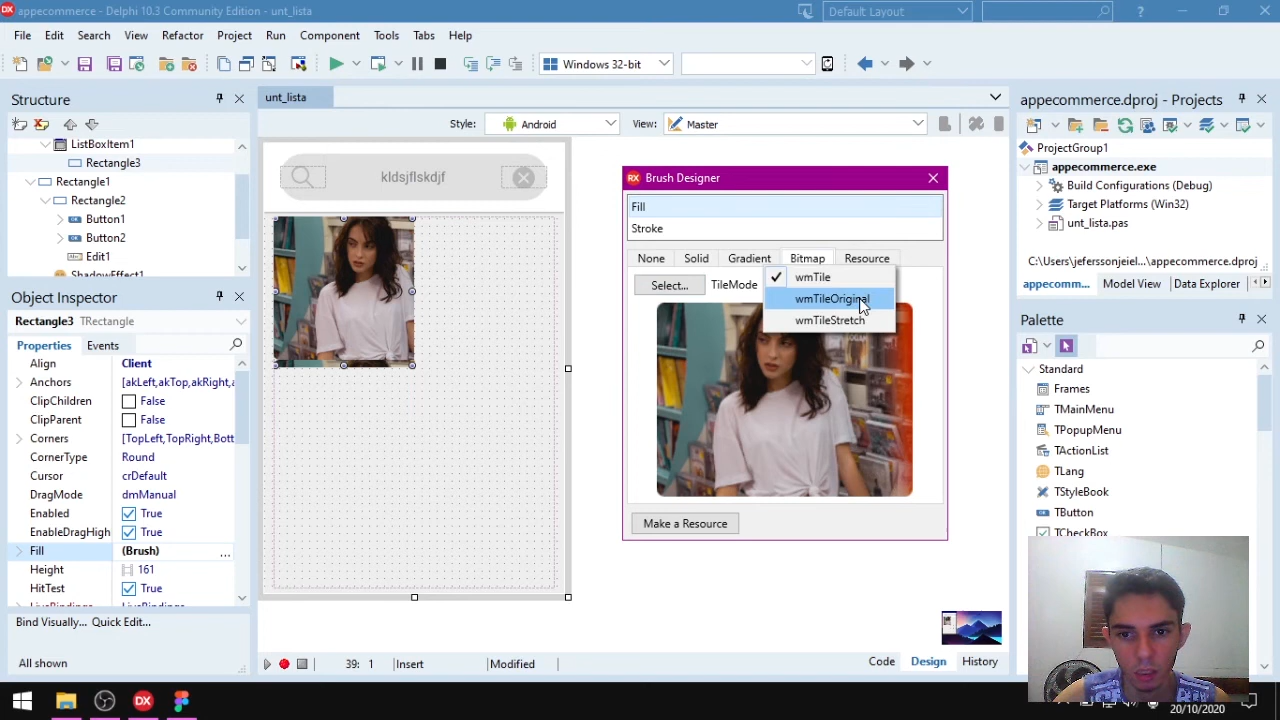 appecommerce - Delphi 10.3 Community Edition - unt_lista
Default Layout
File Edit Search View Refactor Project Run Component Tools Tabs Help
Windows 32-bit
Structure
ListBoxItem1
Rectangle3
Rectangle1
Rectangle2
Button1
Button2
Edit1
ShadowEffect1
Object Inspector
Rectangle3 TRectangle
Properties Events
Align Client
Anchors [akLeft,akTop,akRight,a
ClipChildren False
ClipParent False
Corners [TopLeft,TopRight,Bott
CornerType Round
Cursor crDefault
DragMode dmManual
Enabled True
EnableDragHigh True
Fill (Brush) ...
Height 161
HitTest True
LiveBindings LiveBindings
Bind Visually... Quick Edit...
All shown
unt_lista
Style: Android View: Master
kldsjflskdjf
Brush Designer
Fill
Stroke
None Solid Gradient Bitmap Resource
Select... TileMode
wmTile
wmTileOriginal
wmTileStretch
Make a Resource
39: 1 Insert Modified
Code Design History
appecommerce.dproj - Projects
ProjectGroup1
appecommerce.exe
Build Configurations (Debug)
Target Platforms (Win32)
unt_lista.pas
C:\Users\jeferssonjeiel...\appecommerce.dproj
appecomm... Model View Data Explorer
Palette
Standard
Frames
TMainMenu
TPopupMenu
TActionList
TLang
TStyleBook
TButton
TCheckBox
20/10/2020